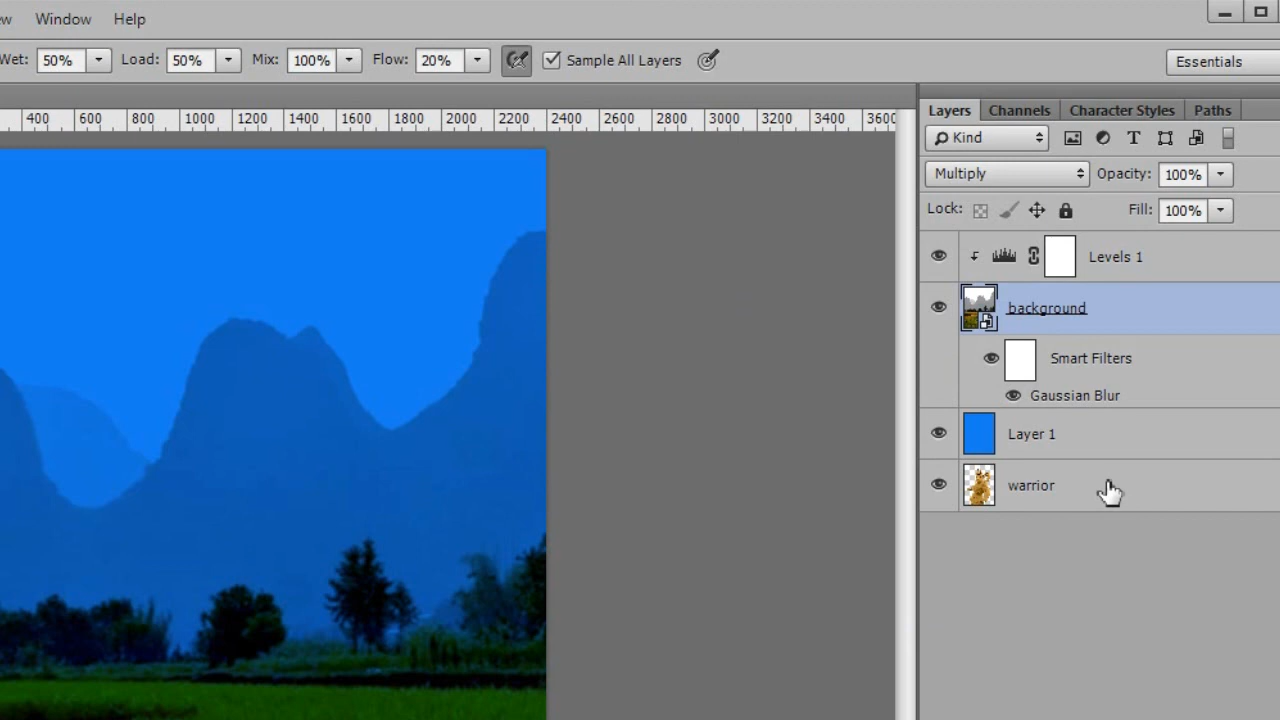 Window Help
Wet: 50% Load: 50% Mix: 100% Flow: 20% Sample All Layers Essentials
400 600 800 1000 1200 1400 1600 1800 2000 2200 2400 2600 2800 3000 3200 3400 3600
Layers Channels Character Styles Paths
Kind
Multiply Opacity: 100%
Lock: Fill: 100%
Levels 1
background
Smart Filters
Gaussian Blur
Layer 1
warrior